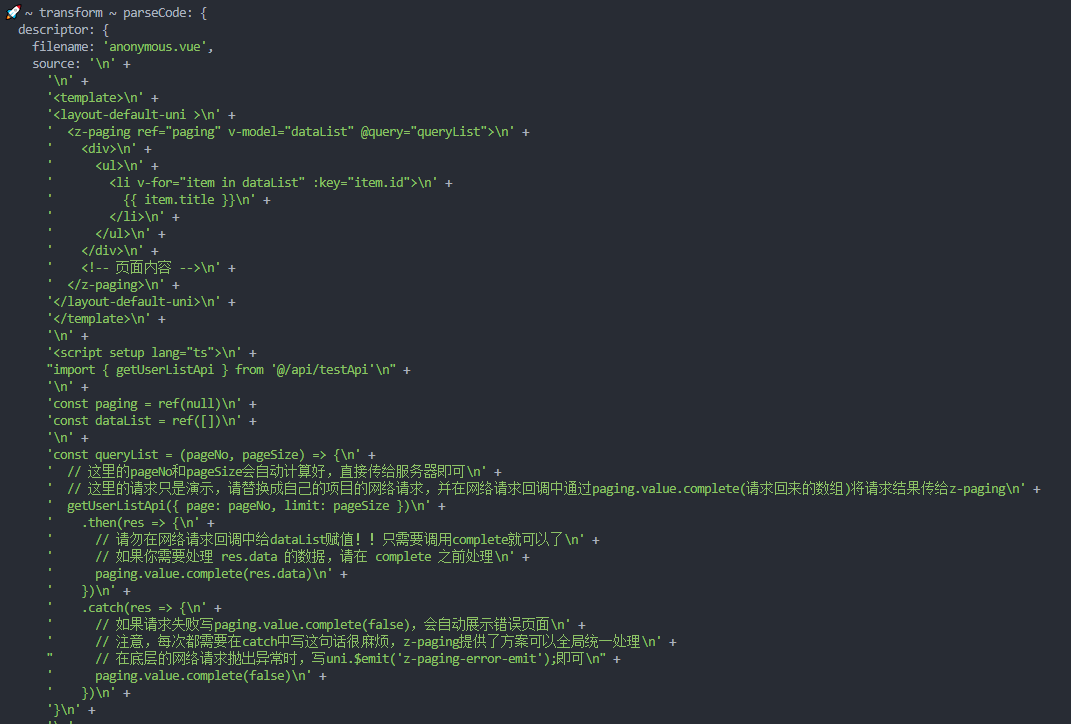 🚀 ~ transform ~ parseCode: {
  descriptor: {
    filename: 'anonymous.vue',
    source: '\n' +
      '\n' +
      '<template>\n' +
      '<layout-default-uni >\n' +
      '  <z-paging ref="paging" v-model="dataList" @query="queryList">\n' +
      '    <div>\n' +
      '      <ul>\n' +
      '        <li v-for="item in dataList" :key="item.id">\n' +
      '          {{ item.title }}\n' +
      '        </li>\n' +
      '      </ul>\n' +
      '    </div>\n' +
      '    <!-- 页面内容 -->\n' +
      '  </z-paging>\n' +
      '</layout-default-uni>\n' +
      '</template>\n' +
      '\n' +
      '<script setup lang="ts">\n' +
      "import { getUserListApi } from '@/api/testApi'\n" +
      '\n' +
      'const paging = ref(null)\n' +
      'const dataList = ref([])\n' +
      '\n' +
      'const queryList = (pageNo, pageSize) => {\n' +
      '  // 这里的pageNo和pageSize会自动计算好，直接传给服务器即可\n' +
      '  // 这里的请求只是演示，请替换成自己的项目的网络请求，并在网络请求回调中通过paging.value.complete(请求回来的数组)将请求结果传给z-paging\n' +
      '  getUserListApi({ page: pageNo, limit: pageSize })\n' +
      '    .then(res => {\n' +
      '      // 请勿在网络请求回调中给dataList赋值！！只需要调用complete就可以了\n' +
      '      // 如果你需要处理 res.data 的数据，请在 complete 之前处理\n' +
      '      paging.value.complete(res.data)\n' +
      '    })\n' +
      '    .catch(res => {\n' +
      '      // 如果请求失败写paging.value.complete(false)，会自动展示错误页面\n' +
      '      // 注意，每次都需要在catch中写这句话很麻烦，z-paging提供了方案可以全局统一处理\n' +
      "      // 在底层的网络请求抛出异常时，写uni.$emit('z-paging-error-emit');即可\n" +
      '      paging.value.complete(false)\n' +
      '    })\n' +
      '}\n' +